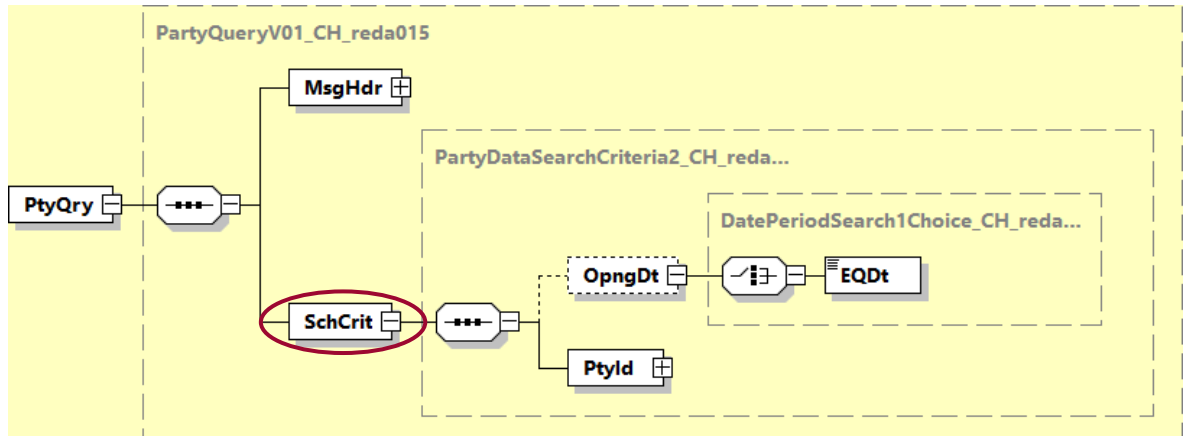 PartyQueryV01_CH_reda015
MsgHdr
PartyDataSearchCriteria2_CH_reda...
PtyQry
DatePeriodSearch1Choice_CH_reda...
OpngDt
EQDt
SchCrit
PtyId